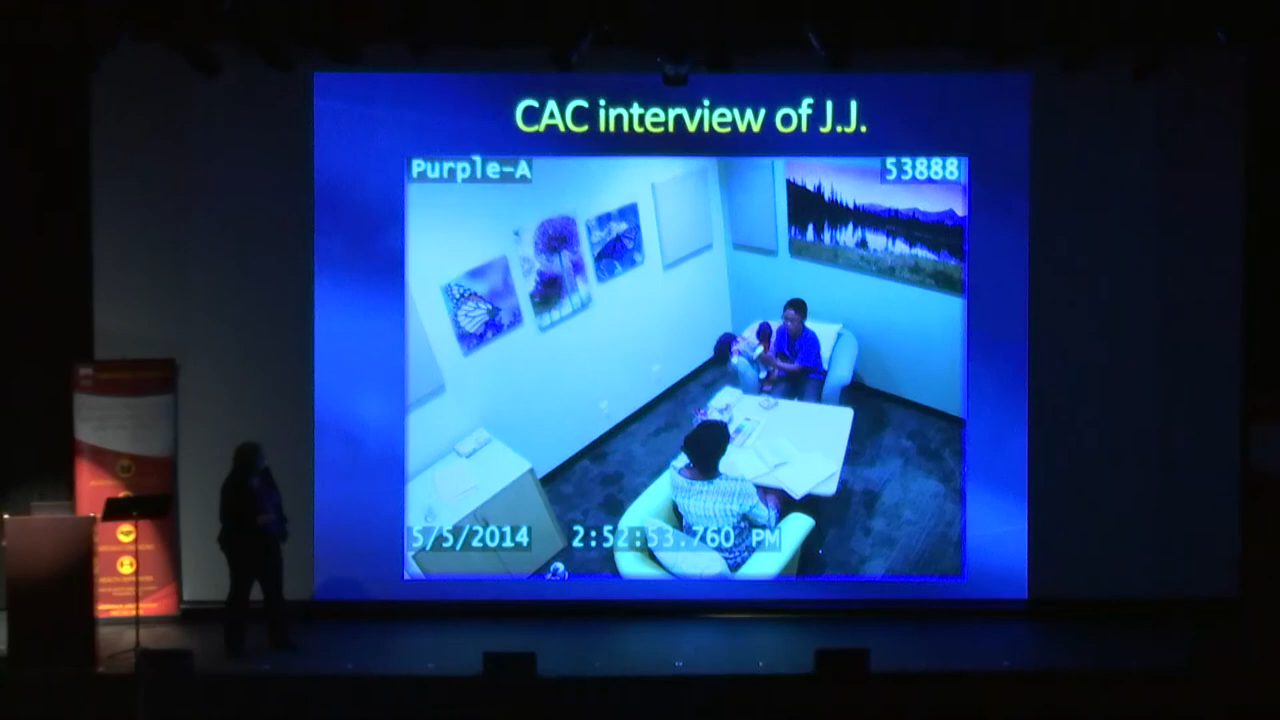 CAC interview of J.J.
Purple-A
53888
5/5/2014
2:52:53.760 PM